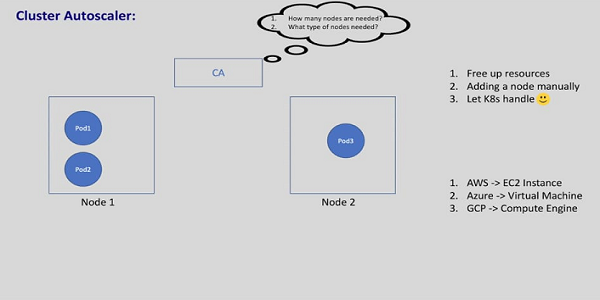 Cluster Autoscaler:
1. How many nodes are needed?
2. What type of nodes needed?
CA
Pod1
Pod2
Node 1
Pod3
Node 2
1. Free up resources
2. Adding a node manually
3. Let K8s handle 🙂
1. AWS -> EC2 Instance
2. Azure -> Virtual Machine
3. GCP -> Compute Engine